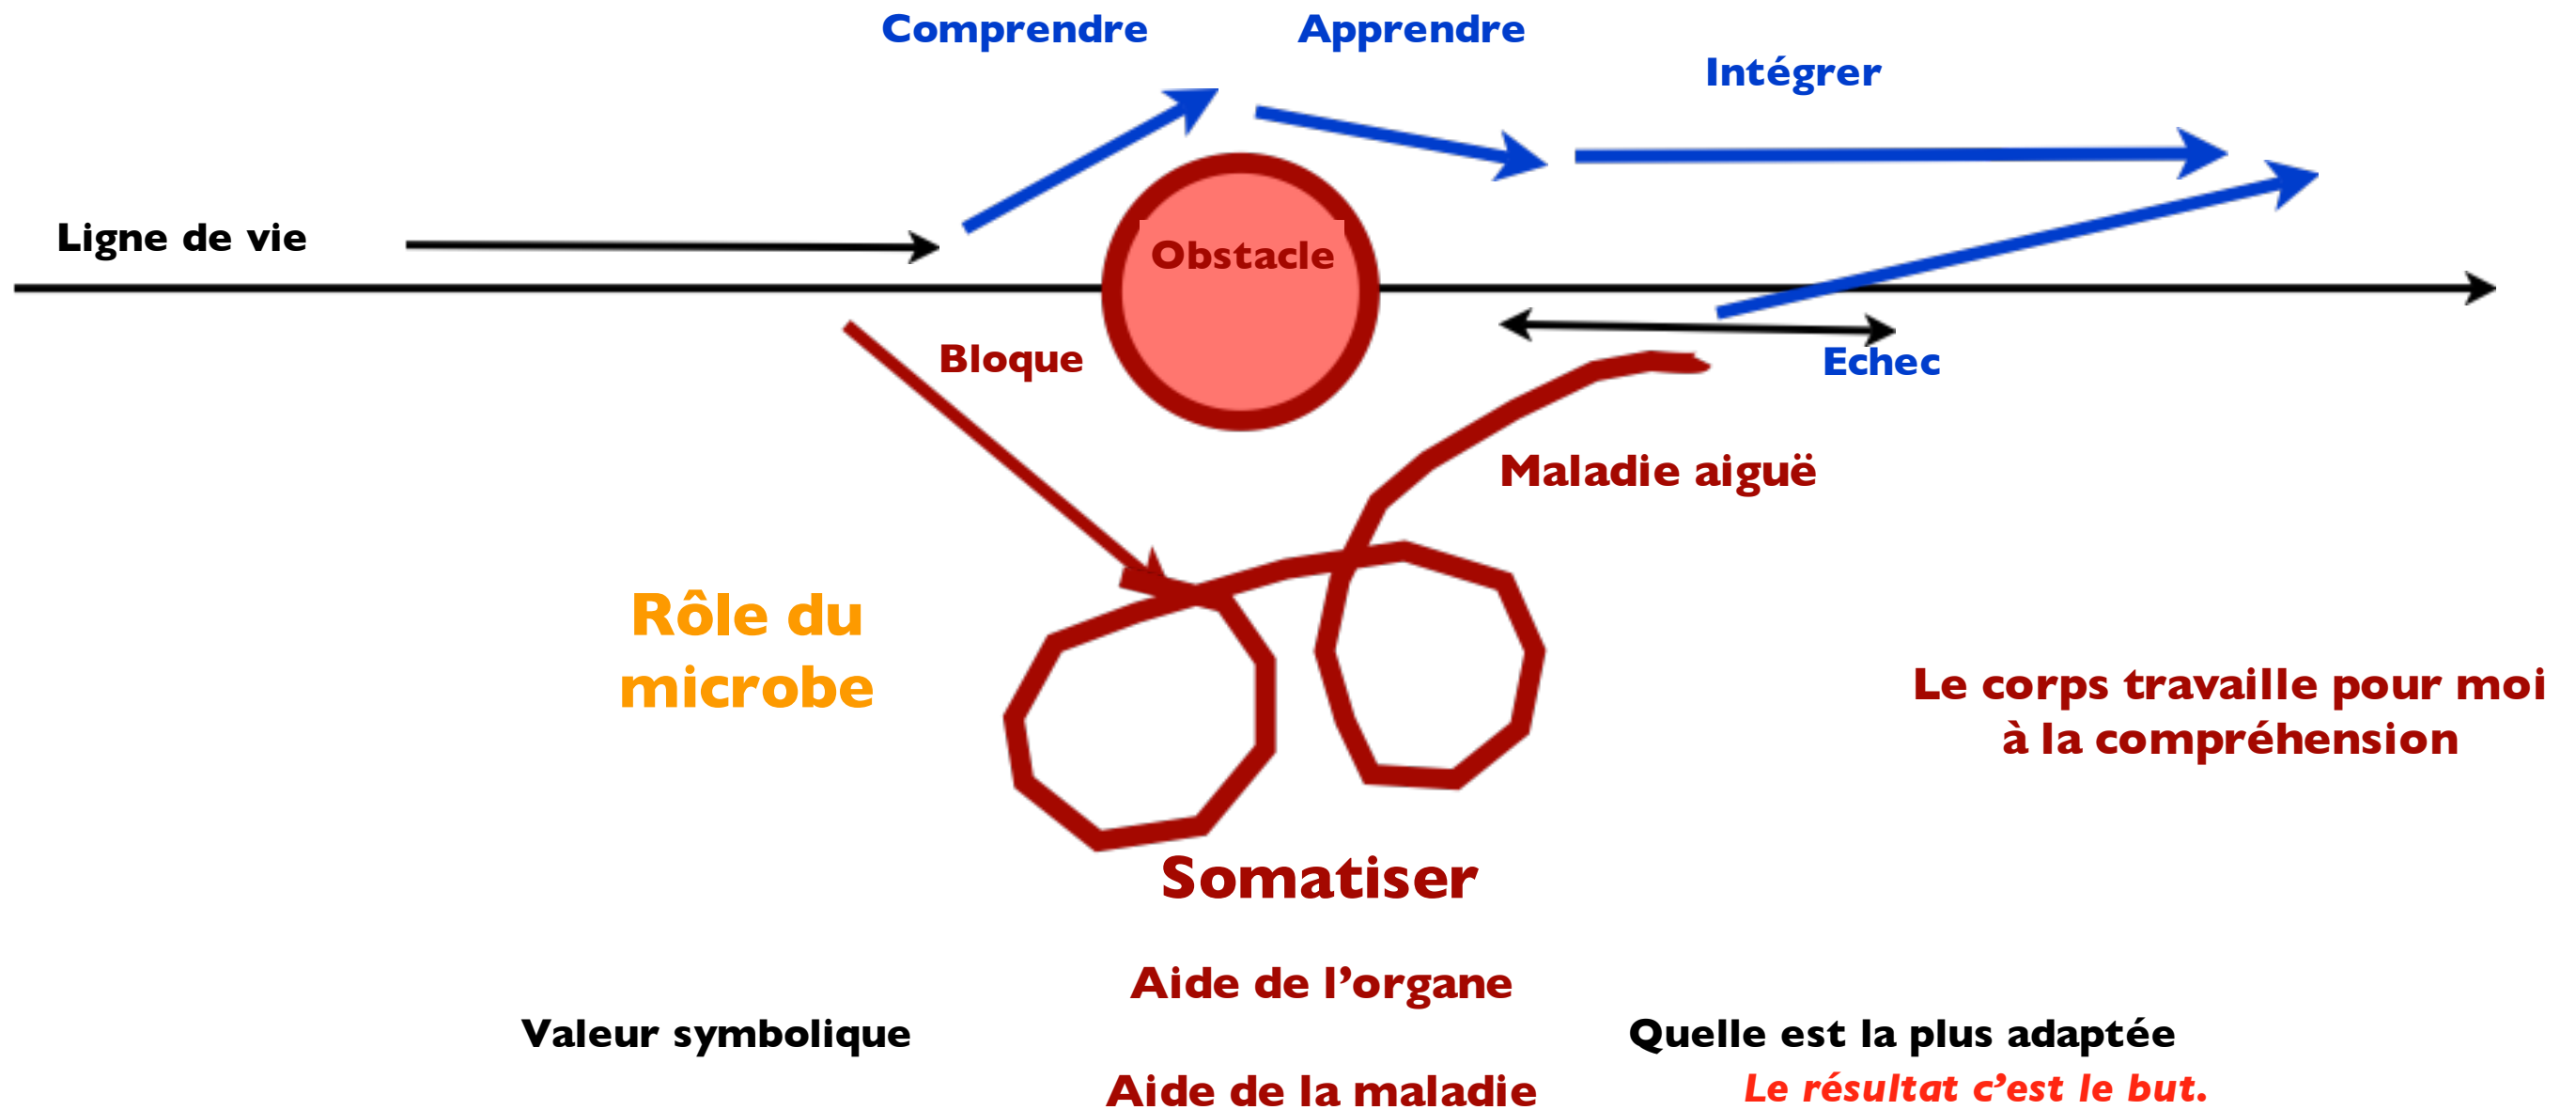 Comprendre
Apprendre
Intégrer
Ligne de vie
Obstacle
Bloque
Echec
Maladie aiguë
Rôle du
microbe
Le corps travaille pour moi
à la compréhension
Somatiser
Aide de l’organe
Valeur symbolique
Quelle est la plus adaptée
Aide de la maladie
Le résultat c’est le but.